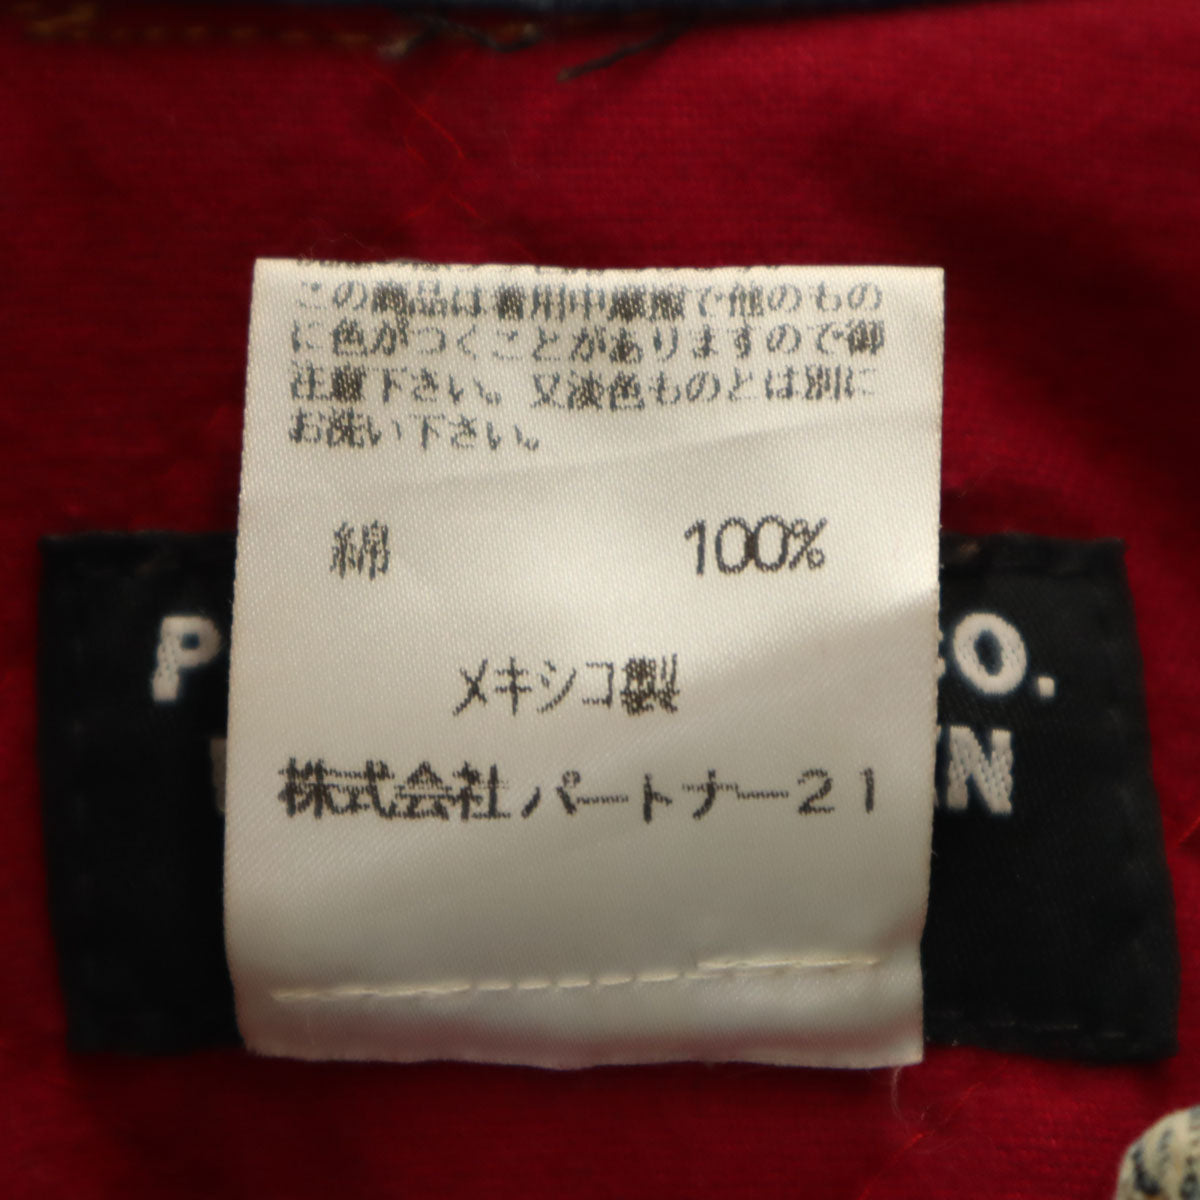 この商品は着用中摩擦で他のもの
に色がつくことがありますので御
注意下さい。又淡色ものとは別に
お洗い下さい。
綿 100%
P CO.
メキシコ製
株式会社パートナー21